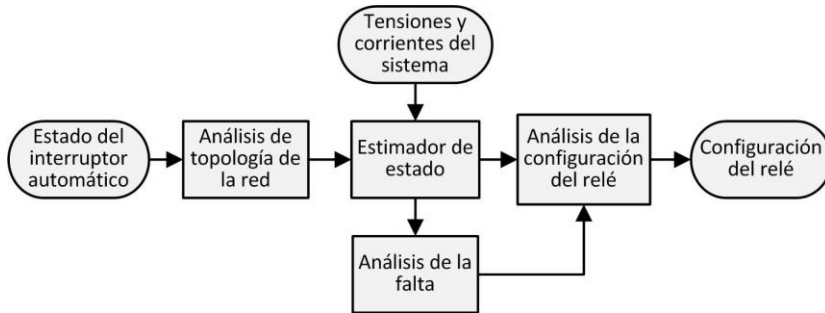 Tensiones y
corrientes del
sistema
Estado del
interruptor
automático
Análisis de
topología de
la red
Estimador de
estado
Análisis de la
configuración
del relé
Configuración
del relé
Análisis de la
falta